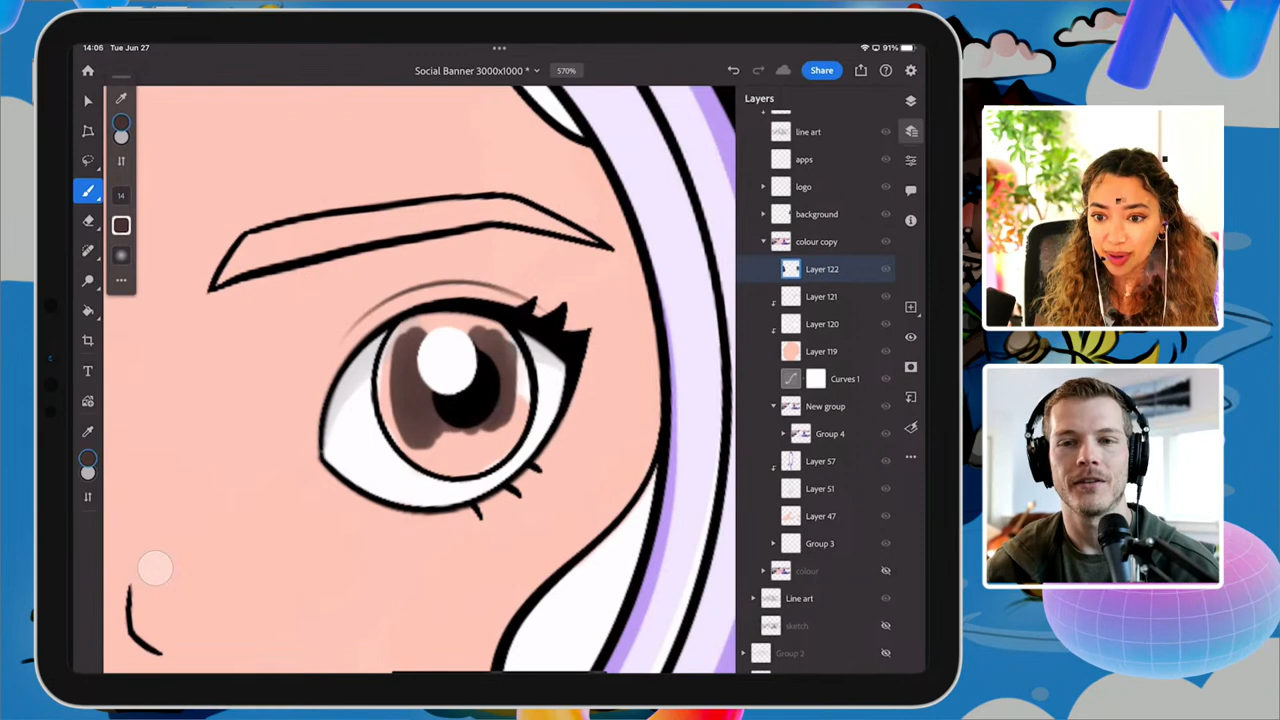 14:06 Tue Jun 27
91%
Social Banner 3000x1000 *
570%
Share
Layers
line art
apps
logo
background
colour copy
Layer 122
Layer 121
Layer 120
Layer 119
Curves 1
New group
Group 4
Layer 57
Layer 51
Layer 47
Group 3
colour
Line art
sketch
Group 2
14